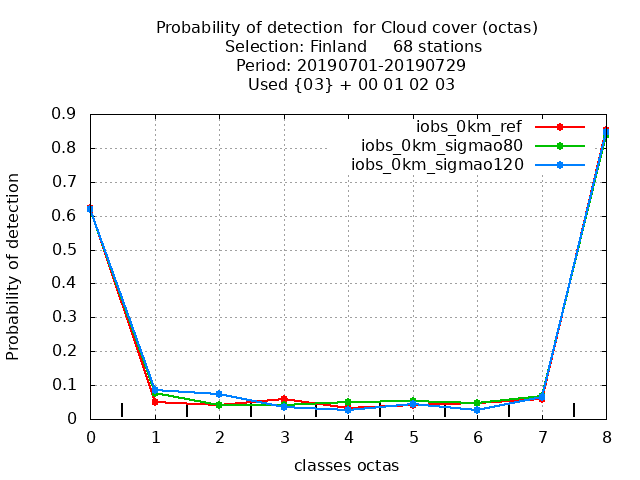 Probability of detection  for Cloud cover (octas)
Selection: Finland     68 stations
Period: 20190701-20190729
Used {03} + 00 01 02 03
iobs_0km_ref
iobs_0km_sigmao80
iobs_0km_sigmao120
Probability of detection
0.9
0.8
0.7
0.6
0.5
0.4
0.3
0.2
0.1
0
0 1 2 3 4 5 6 7 8
classes octas